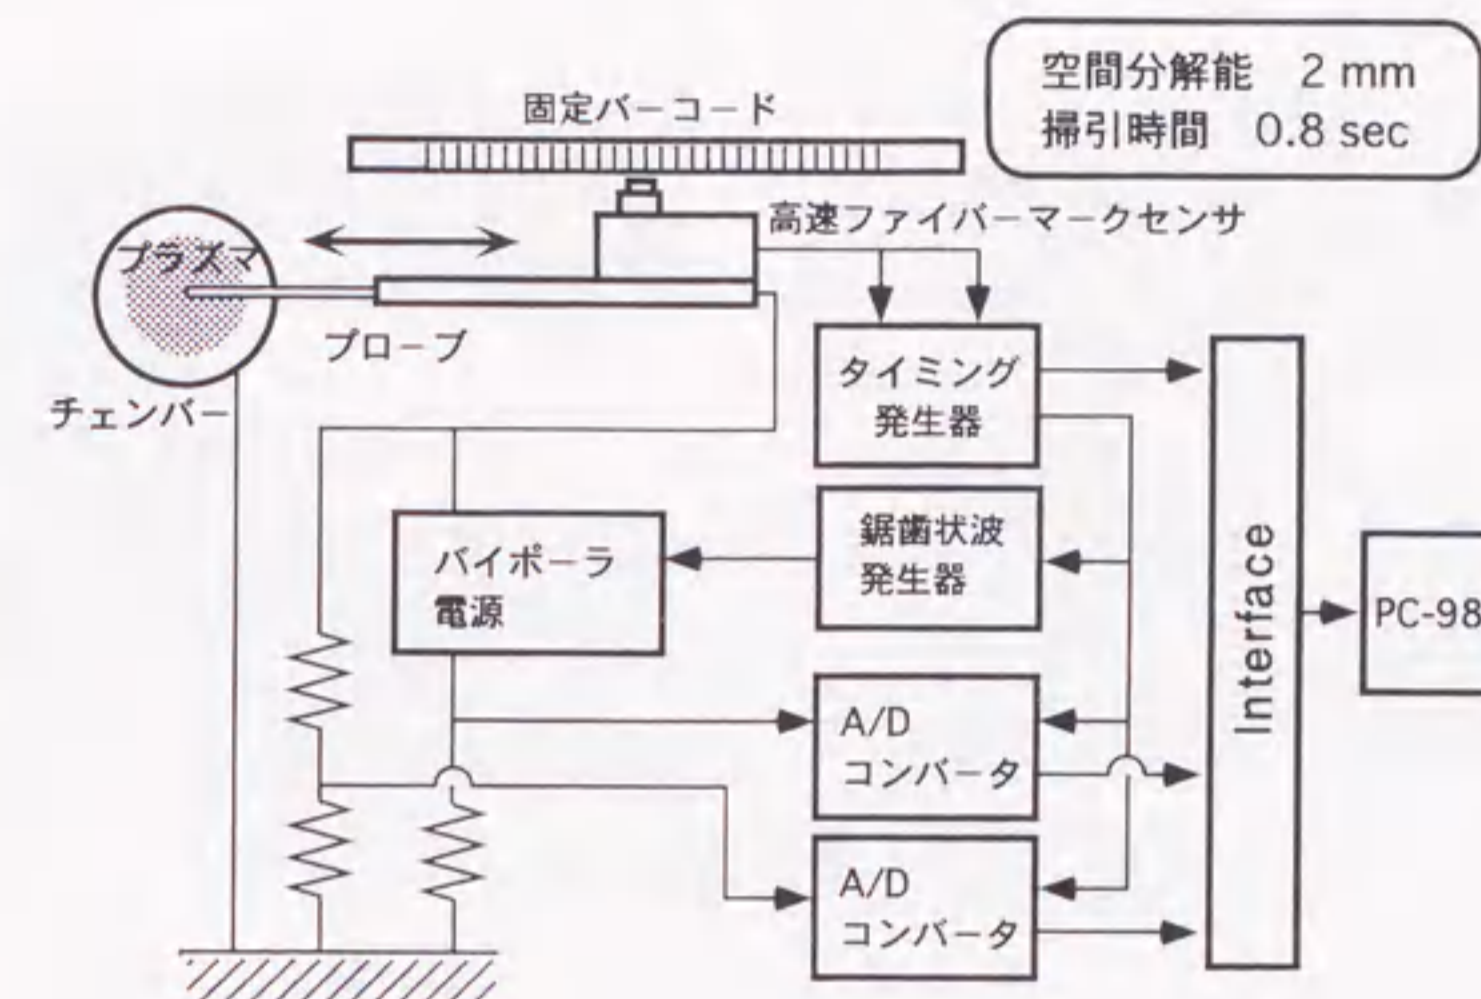 空間分解能 2 mm
掃引時間 0.8 sec
固定バーコード
高速ファイバーマークセンサ
プラズマ
プローブ
チェンバー
タイミング
発生器
鋸歯状波
発生器
バイポーラ
電源
A/D
コンバータ
A/D
コンバータ
Interface
PC-98